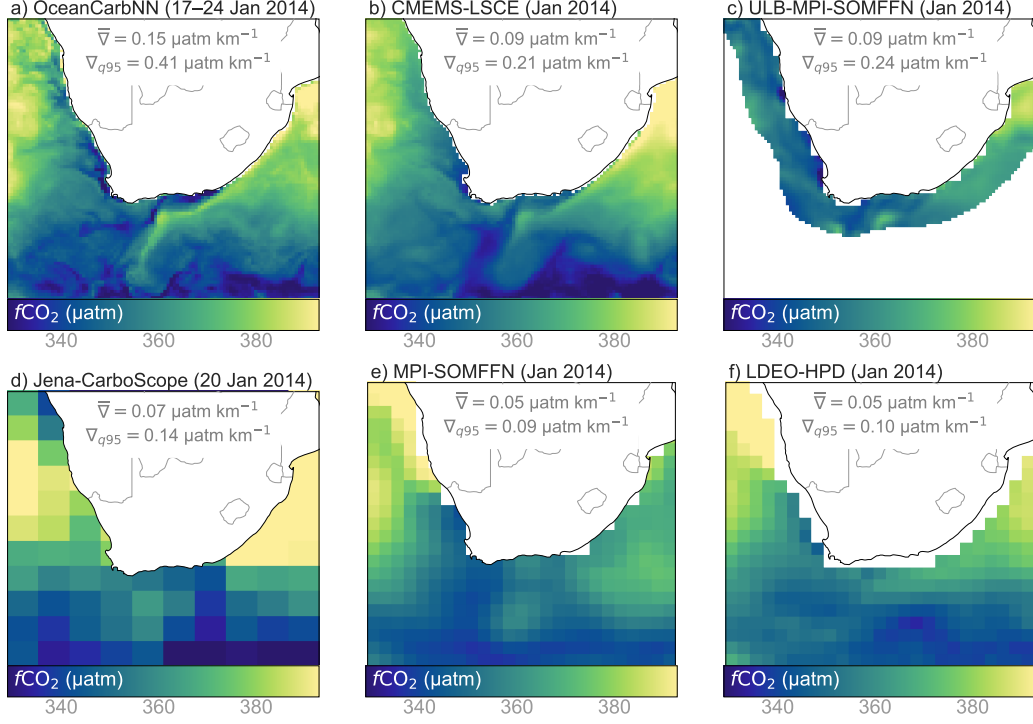 a) OceanCarbNN (17–24 Jan 2014)
∇̅ = 0.15 µatm km⁻¹
∇q95 = 0.41 µatm km⁻¹
fCO₂ (µatm)
340 360 380
b) CMEMS-LSCE (Jan 2014)
∇̅ = 0.09 µatm km⁻¹
∇q95 = 0.21 µatm km⁻¹
fCO₂ (µatm)
340 360 380
c) ULB-MPI-SOMFFN (Jan 2014)
∇̅ = 0.09 µatm km⁻¹
∇q95 = 0.24 µatm km⁻¹
fCO₂ (µatm)
340 360 380
d) Jena-CarboScope (20 Jan 2014)
∇̅ = 0.07 µatm km⁻¹
∇q95 = 0.14 µatm km⁻¹
fCO₂ (µatm)
340 360 380
e) MPI-SOMFFN (Jan 2014)
∇̅ = 0.05 µatm km⁻¹
∇q95 = 0.09 µatm km⁻¹
fCO₂ (µatm)
340 360 380
f) LDEO-HPD (Jan 2014)
∇̅ = 0.05 µatm km⁻¹
∇q95 = 0.10 µatm km⁻¹
fCO₂ (µatm)
340 360 380